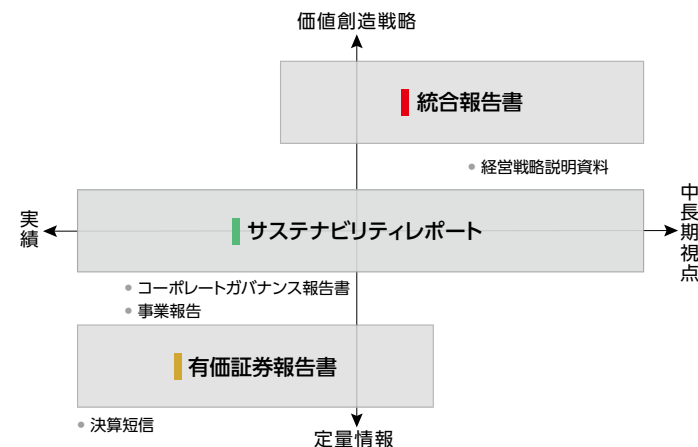 価値創造戦略
統合報告書
経営戦略説明資料
実績
サステナビリティレポート
中長期視点
コーポレートガバナンス報告書
事業報告
有価証券報告書
決算短信
定量情報